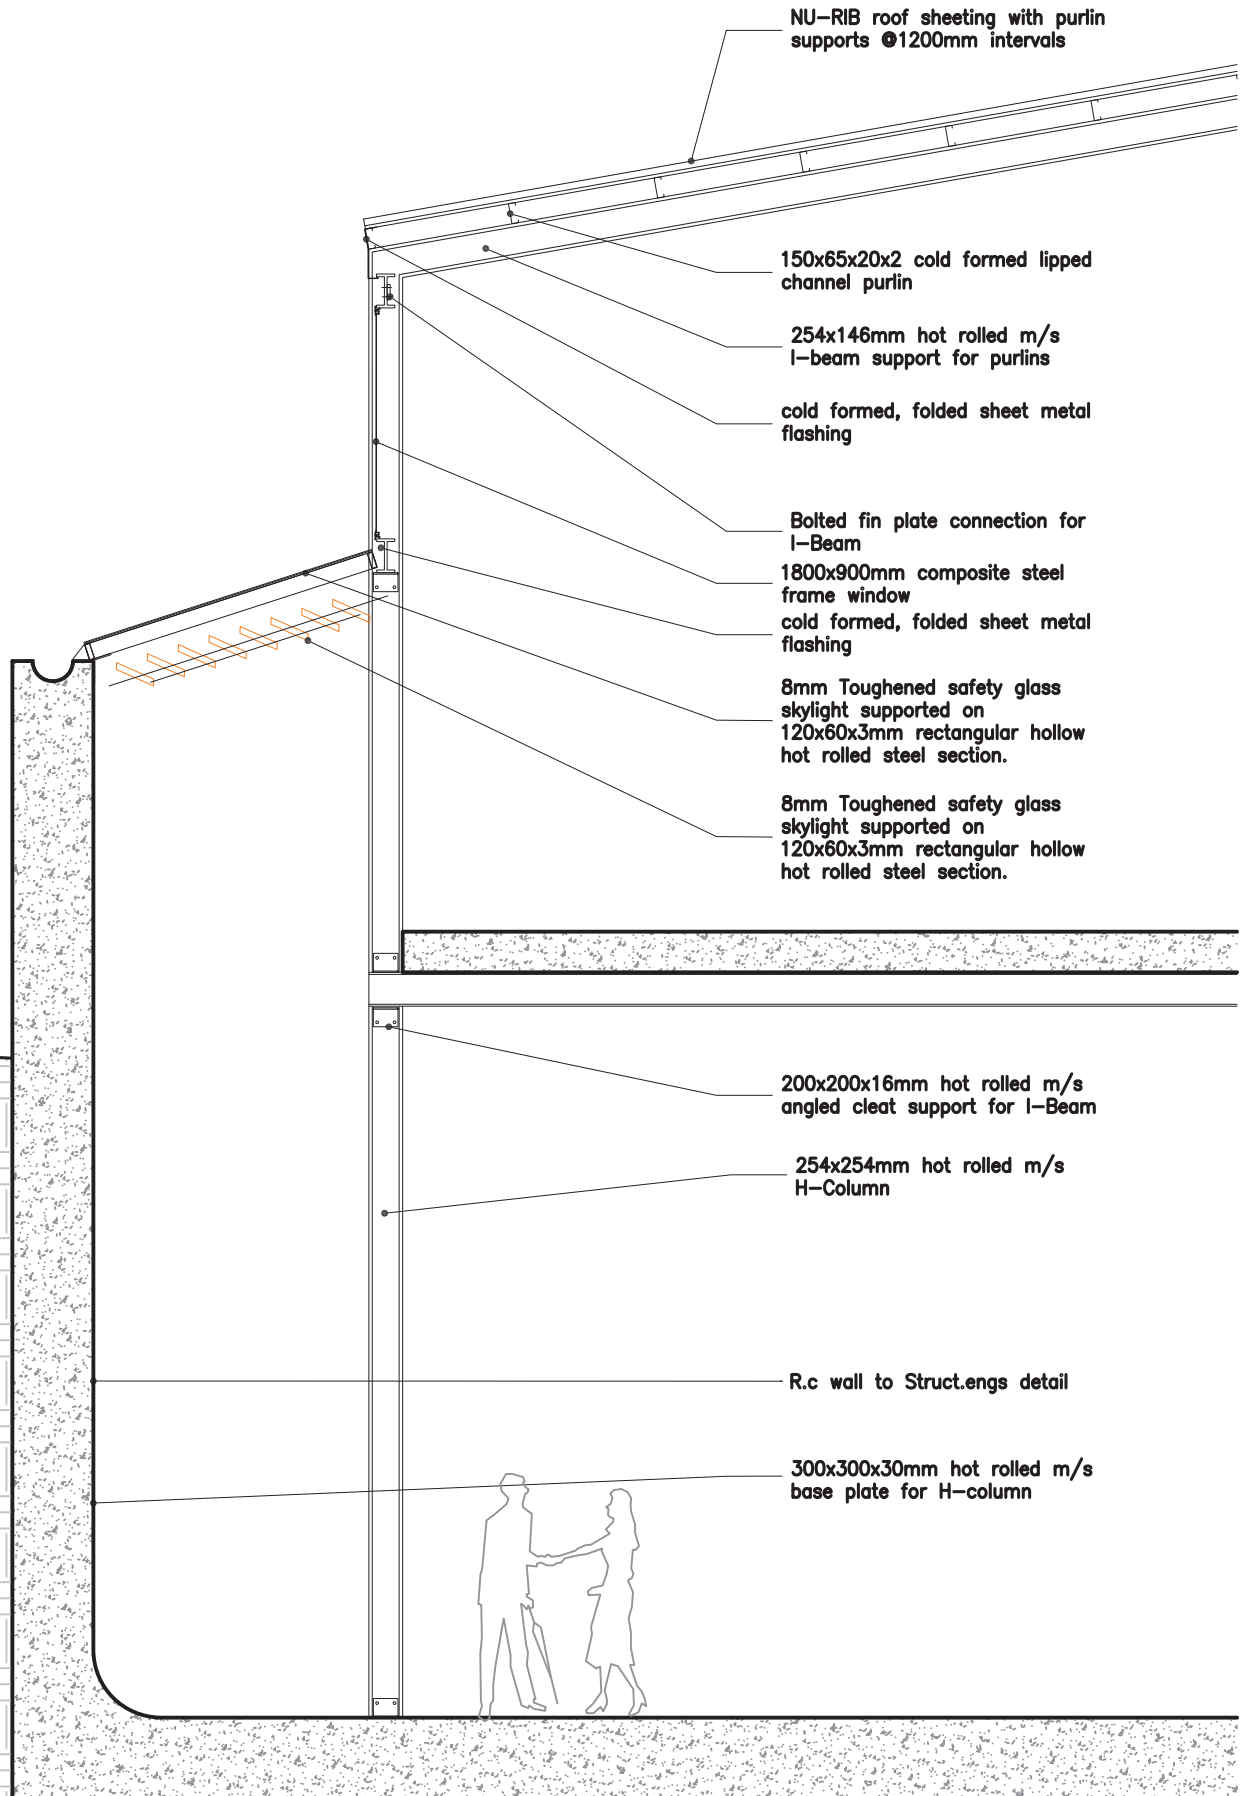 NU-RIB roof sheeting with purlin
supports @1200mm intervals
150x65x20x2 cold formed lipped
channel purlin
254x146mm hot rolled m/s
I-beam support for purlins
cold formed, folded sheet metal
flashing
Bolted fin plate connection for
I-Beam
1800x900mm composite steel
frame window
cold formed, folded sheet metal
flashing
8mm Toughened safety glass
skylight supported on
120x60x3mm rectangular hollow
hot rolled steel section.
8mm Toughened safety glass
skylight supported on
120x60x3mm rectangular hollow
hot rolled steel section.
200x200x16mm hot rolled m/s
angled cleat support for I-Beam
254x254mm hot rolled m/s
H-Column
R.c wall to Struct.engs detail
300x300x30mm hot rolled m/s
base plate for H-column